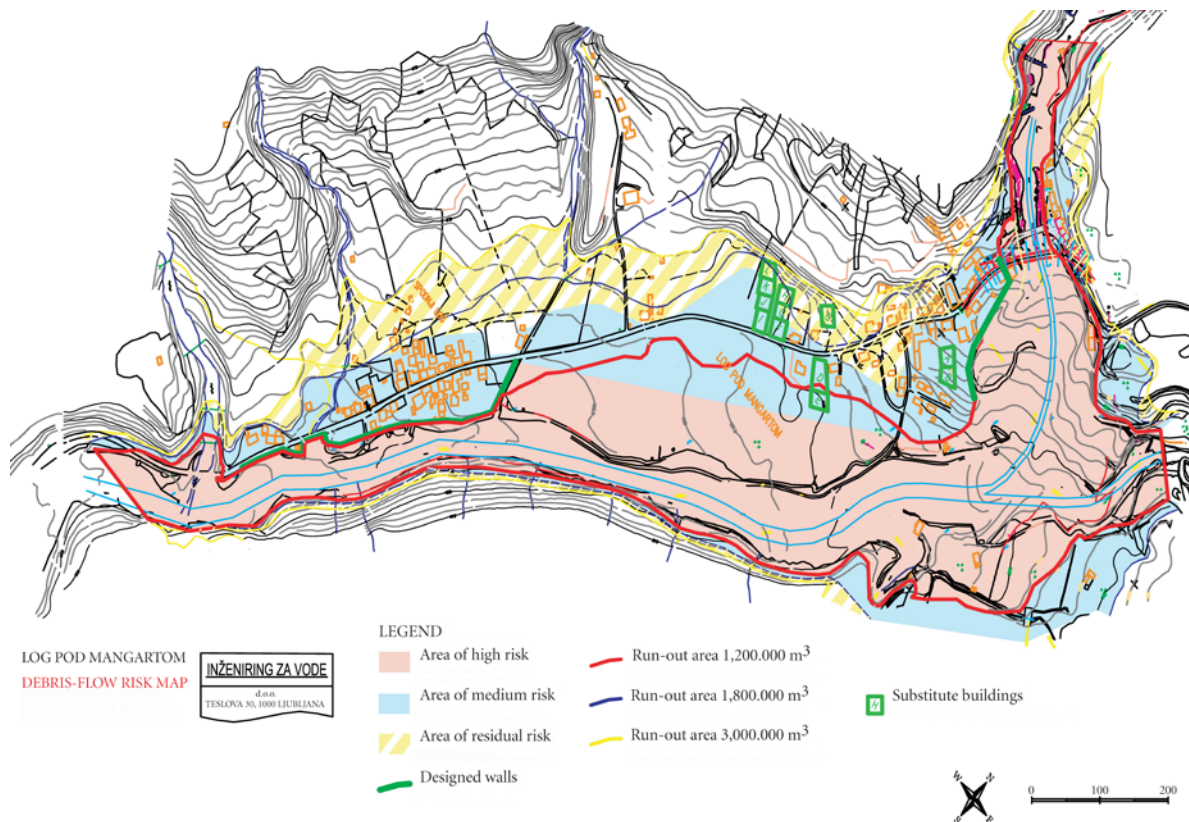 SPODNJI LOG
LOG POD MANGARTOM
LOG POD MANGARTOM
DEBRIS-FLOW RISK MAP
INŽENIRING ZA VODE
d.o.o.
TESLOVA 30, 1000 LJUBLJANA
LEGEND
Area of high risk
Area of medium risk
Area of residual risk
Designed walls
Run-out area 1,200.000 m³
Run-out area 1,800.000 m³
Run-out area 3,000.000 m³
Substitute buildings
W N
S E
0 100 200